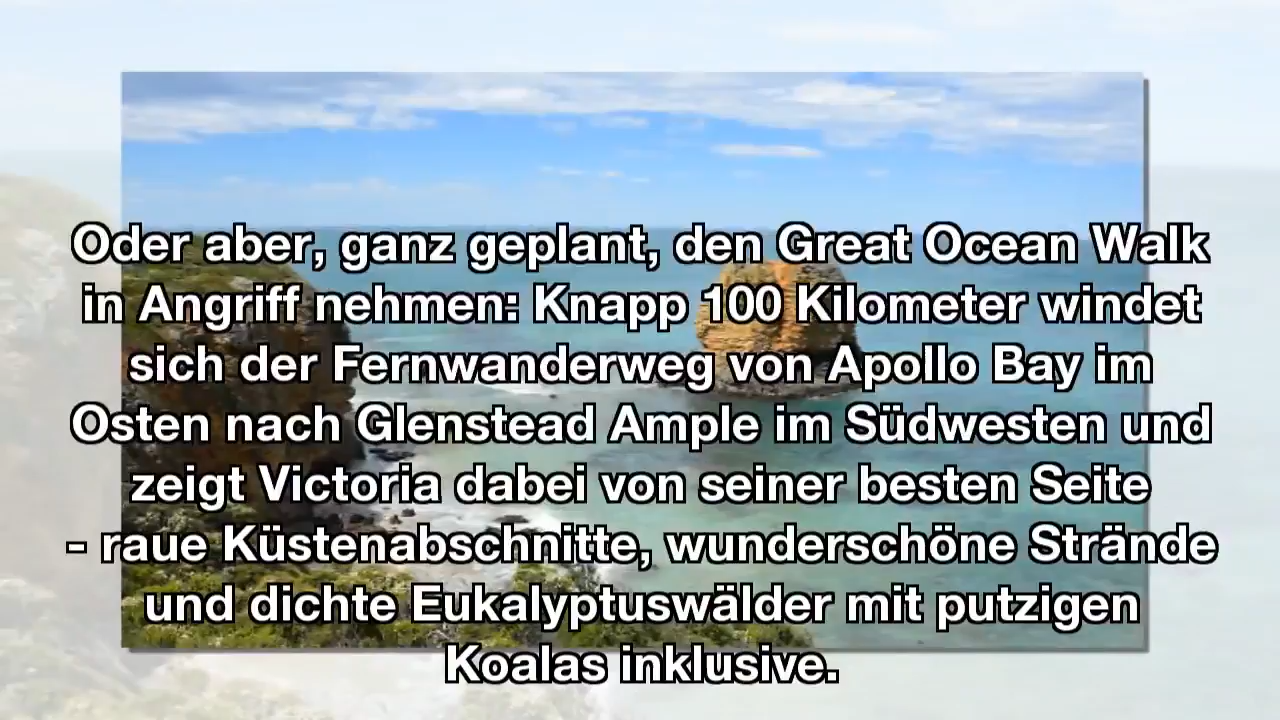 Oder aber, ganz geplant, den Great Ocean Walk
in Angriff nehmen: Knapp 100 Kilometer windet
sich der Fernwanderweg von Apollo Bay im
Osten nach Glenstead Ample im Südwesten und
zeigt Victoria dabei von seiner besten Seite
- raue Küstenabschnitte, wunderschöne Strände
und dichte Eukalyptuswälder mit putzigen
Koalas inklusive.